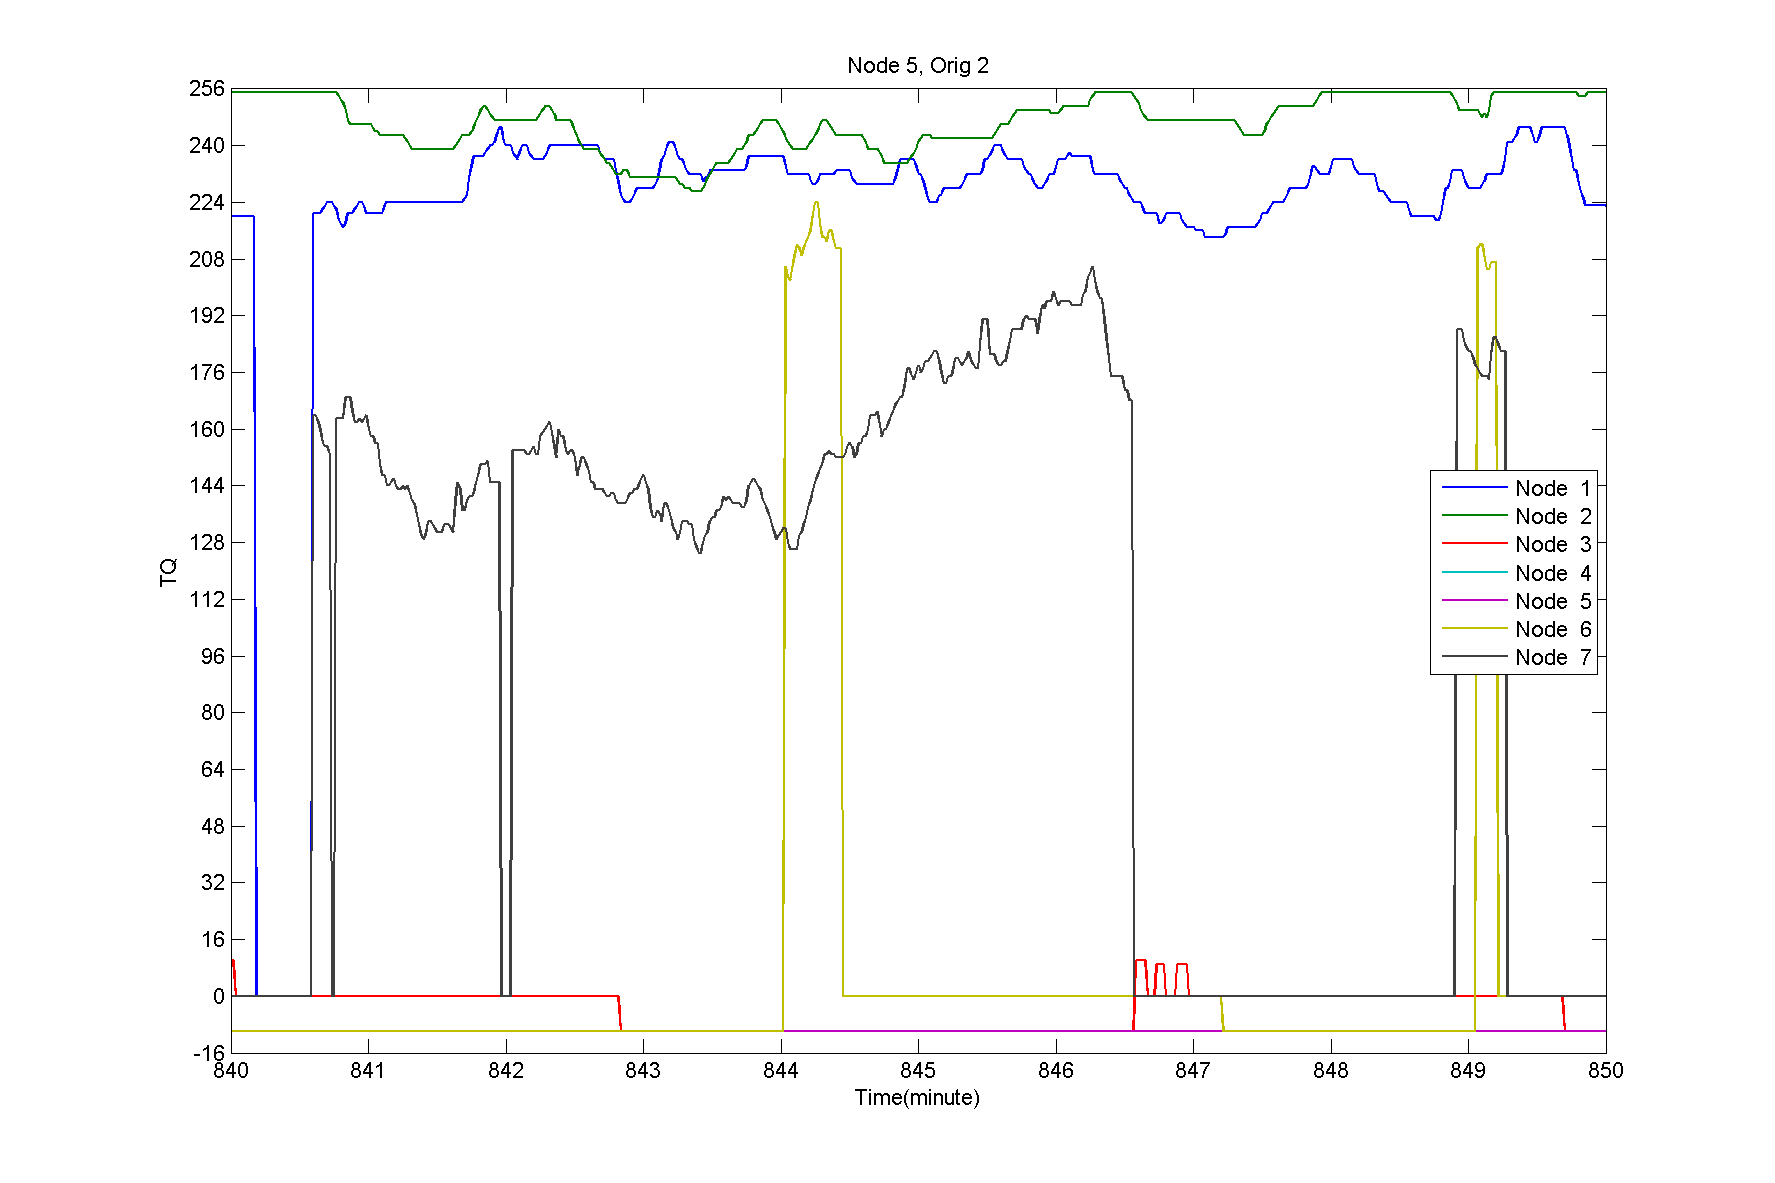 Node 5, Orig 2
256
240
224
208
192
176
160
144
128
112
96
80
64
48
32
16
0
-16
TQ
Node 1
Node 2
Node 3
Node 4
Node 5
Node 6
Node 7
840 841 842 843 844 845 846 847 848 849 850
Time(minute)